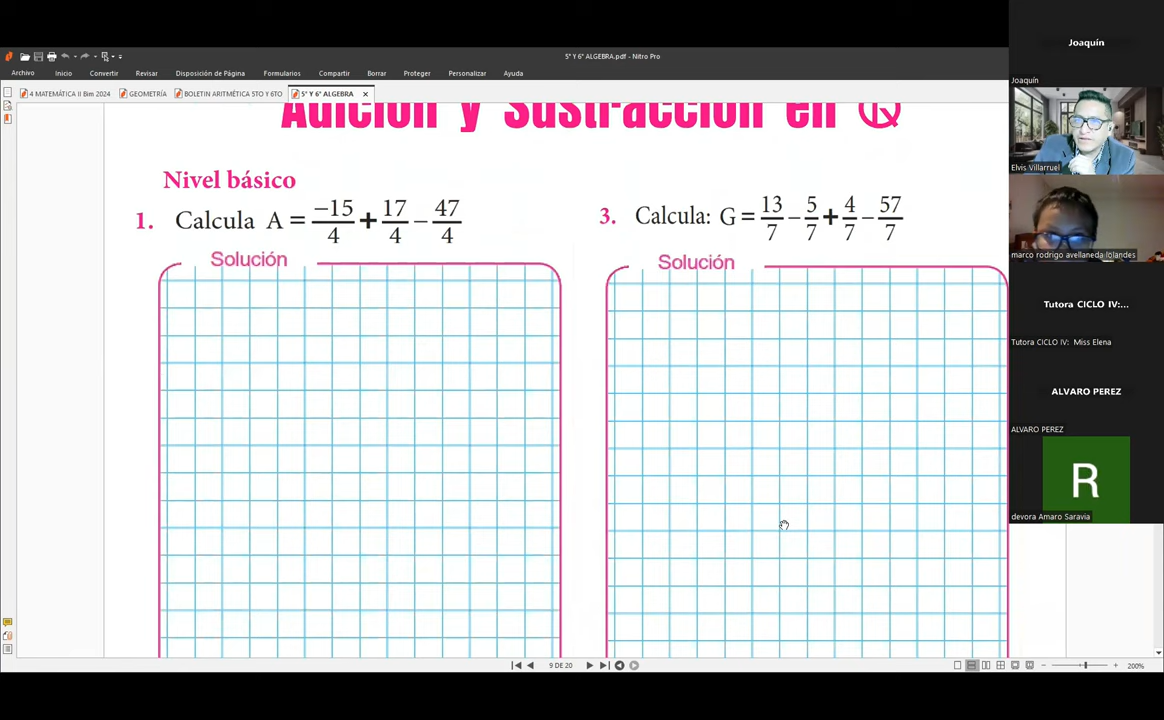 5° Y 6° ALGEBRA.pdf - Nitro Pro
Archivo Inicio Convertir Revisar Disposición de Página Formularios Compartir Borrar Proteger Personalizar Ayuda
4 MATEMÁTICA II Bim 2024 GEOMETRÍA BOLETIN ARITMÉTICA 5TO Y 6TO 5° Y 6° ALGEBRA
Adición y Sustracción en Q
Nivel básico
1. Calcula A = −15/4 + 17/4 − 47/4
Solución
3. Calcula: G = 13/7 − 5/7 + 4/7 − 57/7
Solución
9 DE 20
200%
Joaquín
Joaquín
Elvis Villarruel
marco rodrigo avellaneda lolandes
Tutora CICLO IV:...
Tutora CICLO IV: Miss Elena
ALVARO PEREZ
ALVARO PEREZ
R
devora Amaro Saravia